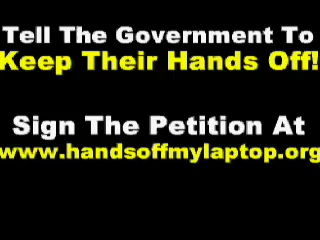 Tell The Government To
Keep Their Hands Off!
Sign The Petition At
www.handsoffmylaptop.org